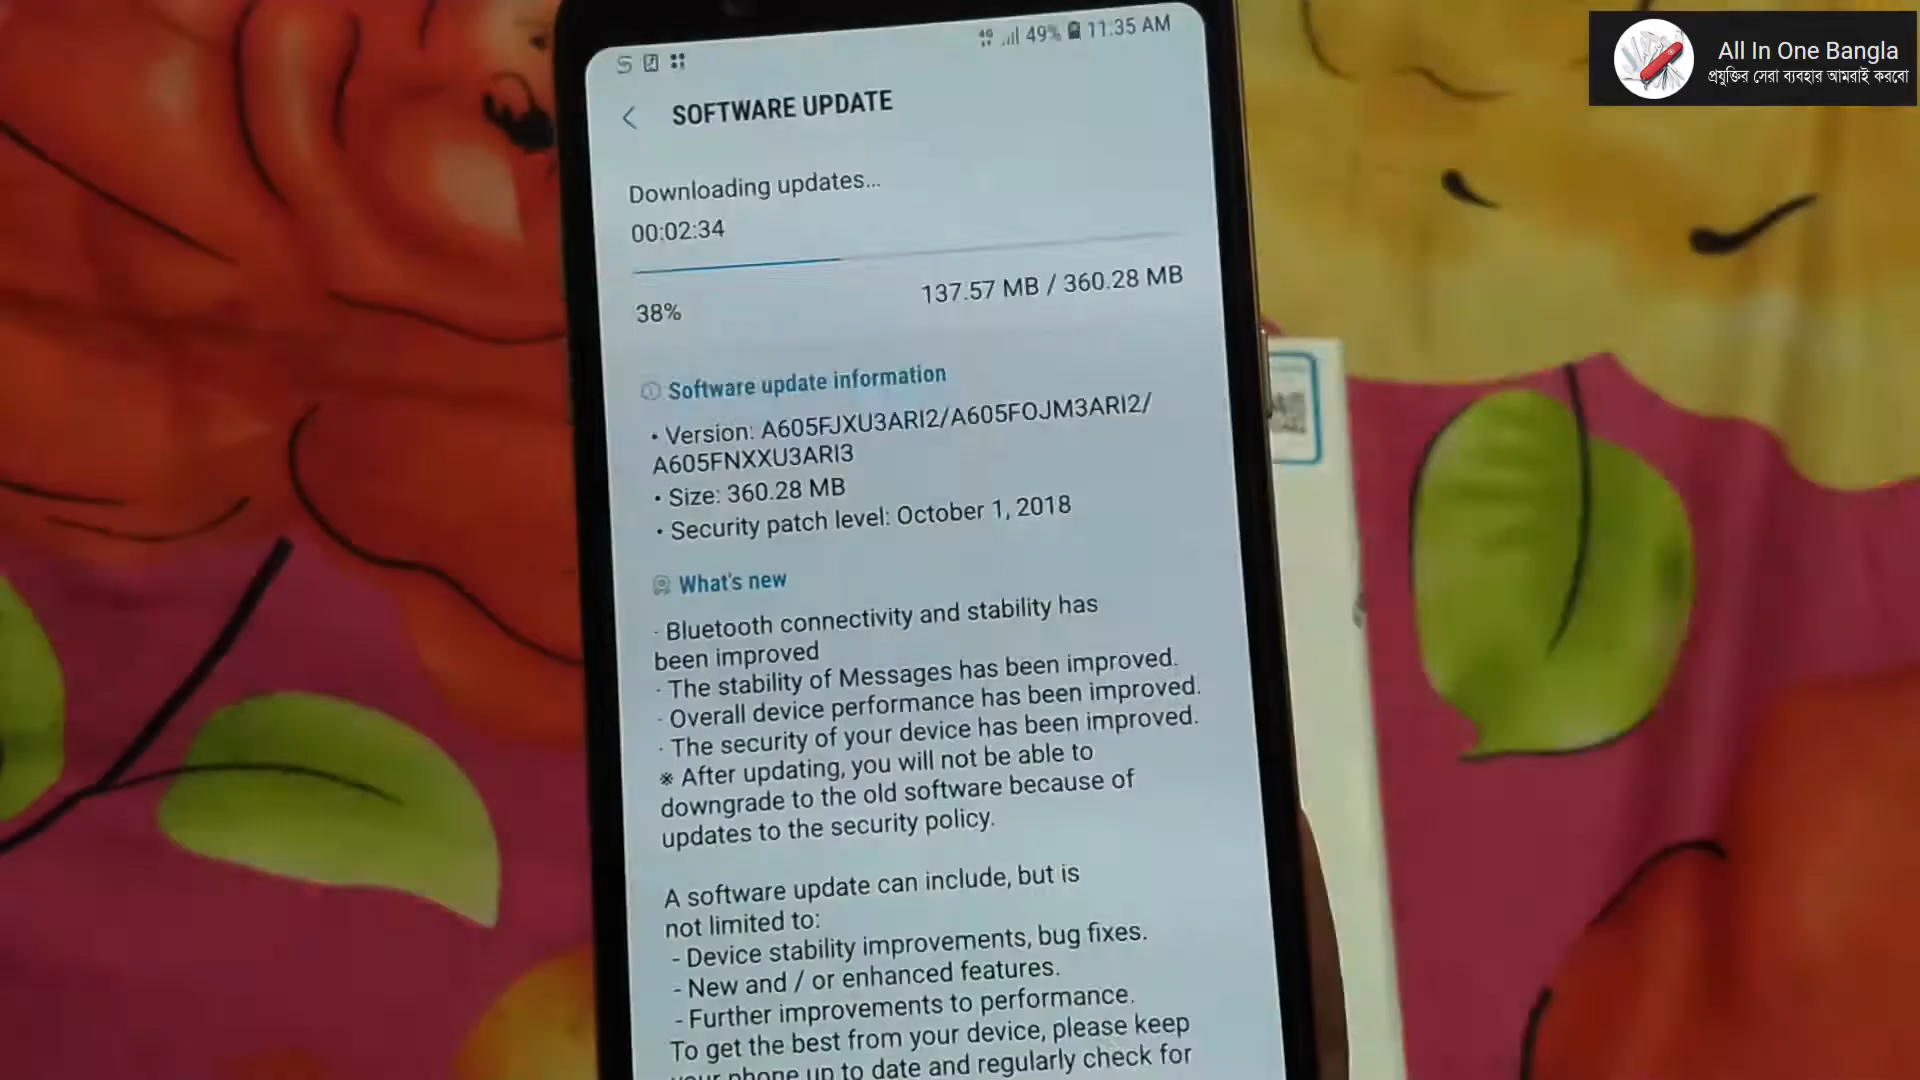 All In One Bangla
প্রযুক্তির সেরা ব্যবহার আমরাই করবো
4G 49% 11:35 AM
SOFTWARE UPDATE
Downloading updates...
00:02:34
38% 137.57 MB / 360.28 MB
Software update information
• Version: A605FJXU3ARI2/A605FOJM3ARI2/
A605FNXXU3ARI3
• Size: 360.28 MB
• Security patch level: October 1, 2018
What's new
· Bluetooth connectivity and stability has
been improved
· The stability of Messages has been improved.
· Overall device performance has been improved.
· The security of your device has been improved.
※ After updating, you will not be able to
downgrade to the old software because of
updates to the security policy.
A software update can include, but is
not limited to:
- Device stability improvements, bug fixes.
- New and / or enhanced features.
- Further improvements to performance.
To get the best from your device, please keep
your phone up to date and regularly check for